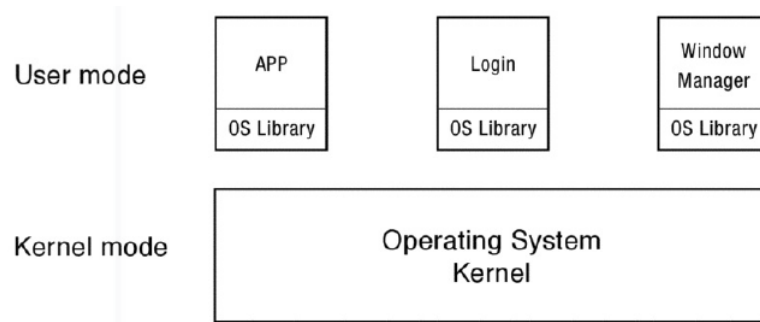 User mode
APP
OS Library
Login
OS Library
Window
Manager
OS Library
Kernel mode
Operating System
Kernel